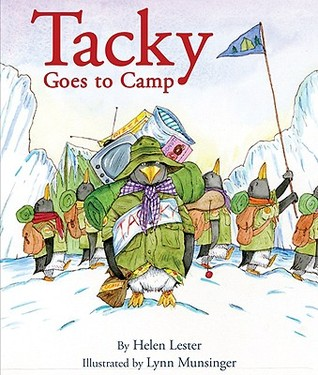 Tacky
Goes to Camp
TACKY
By Helen Lester
Illustrated by Lynn Munsinger